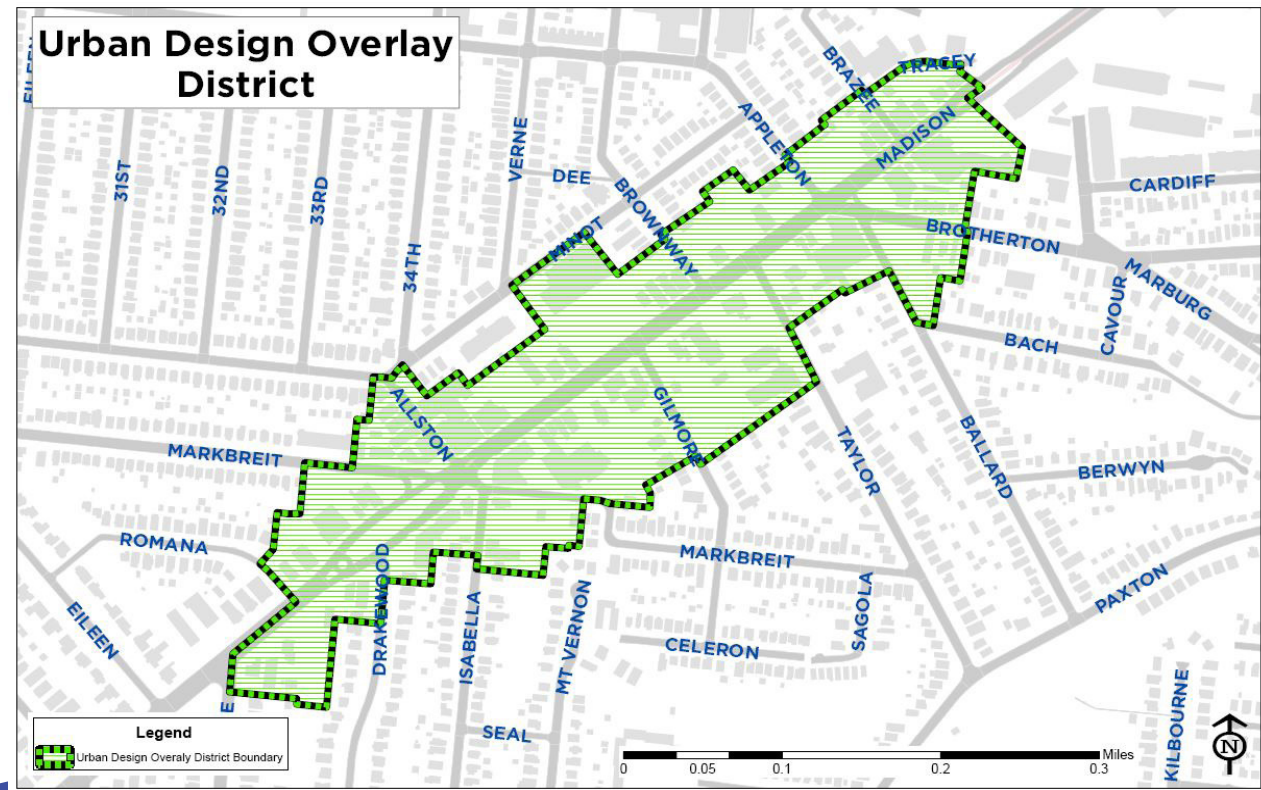 Urban Design Overlay
District
EILEEN
31ST
32ND
33RD
34TH
VERNE
DEE
BROWNWAY
MINOT
APPLETON
BRAZEE
TRACEY
MADISON
CARDIFF
BROTHERTON
MARBURG
CAVOUR
BACH
ALLSTON
GILMORE
TAYLOR
BALLARD
BERWYN
MARKBREIT
ROMANA
EILEEN
DRAKEWOOD
ISABELLA
MT VERNON
MARKBREIT
SAGOLA
CELERON
PAXTON
KILBOURNE
SEAL
E
Legend
Urban Design Overaly District Boundary
Miles
0 0.05 0.1 0.2 0.3
N